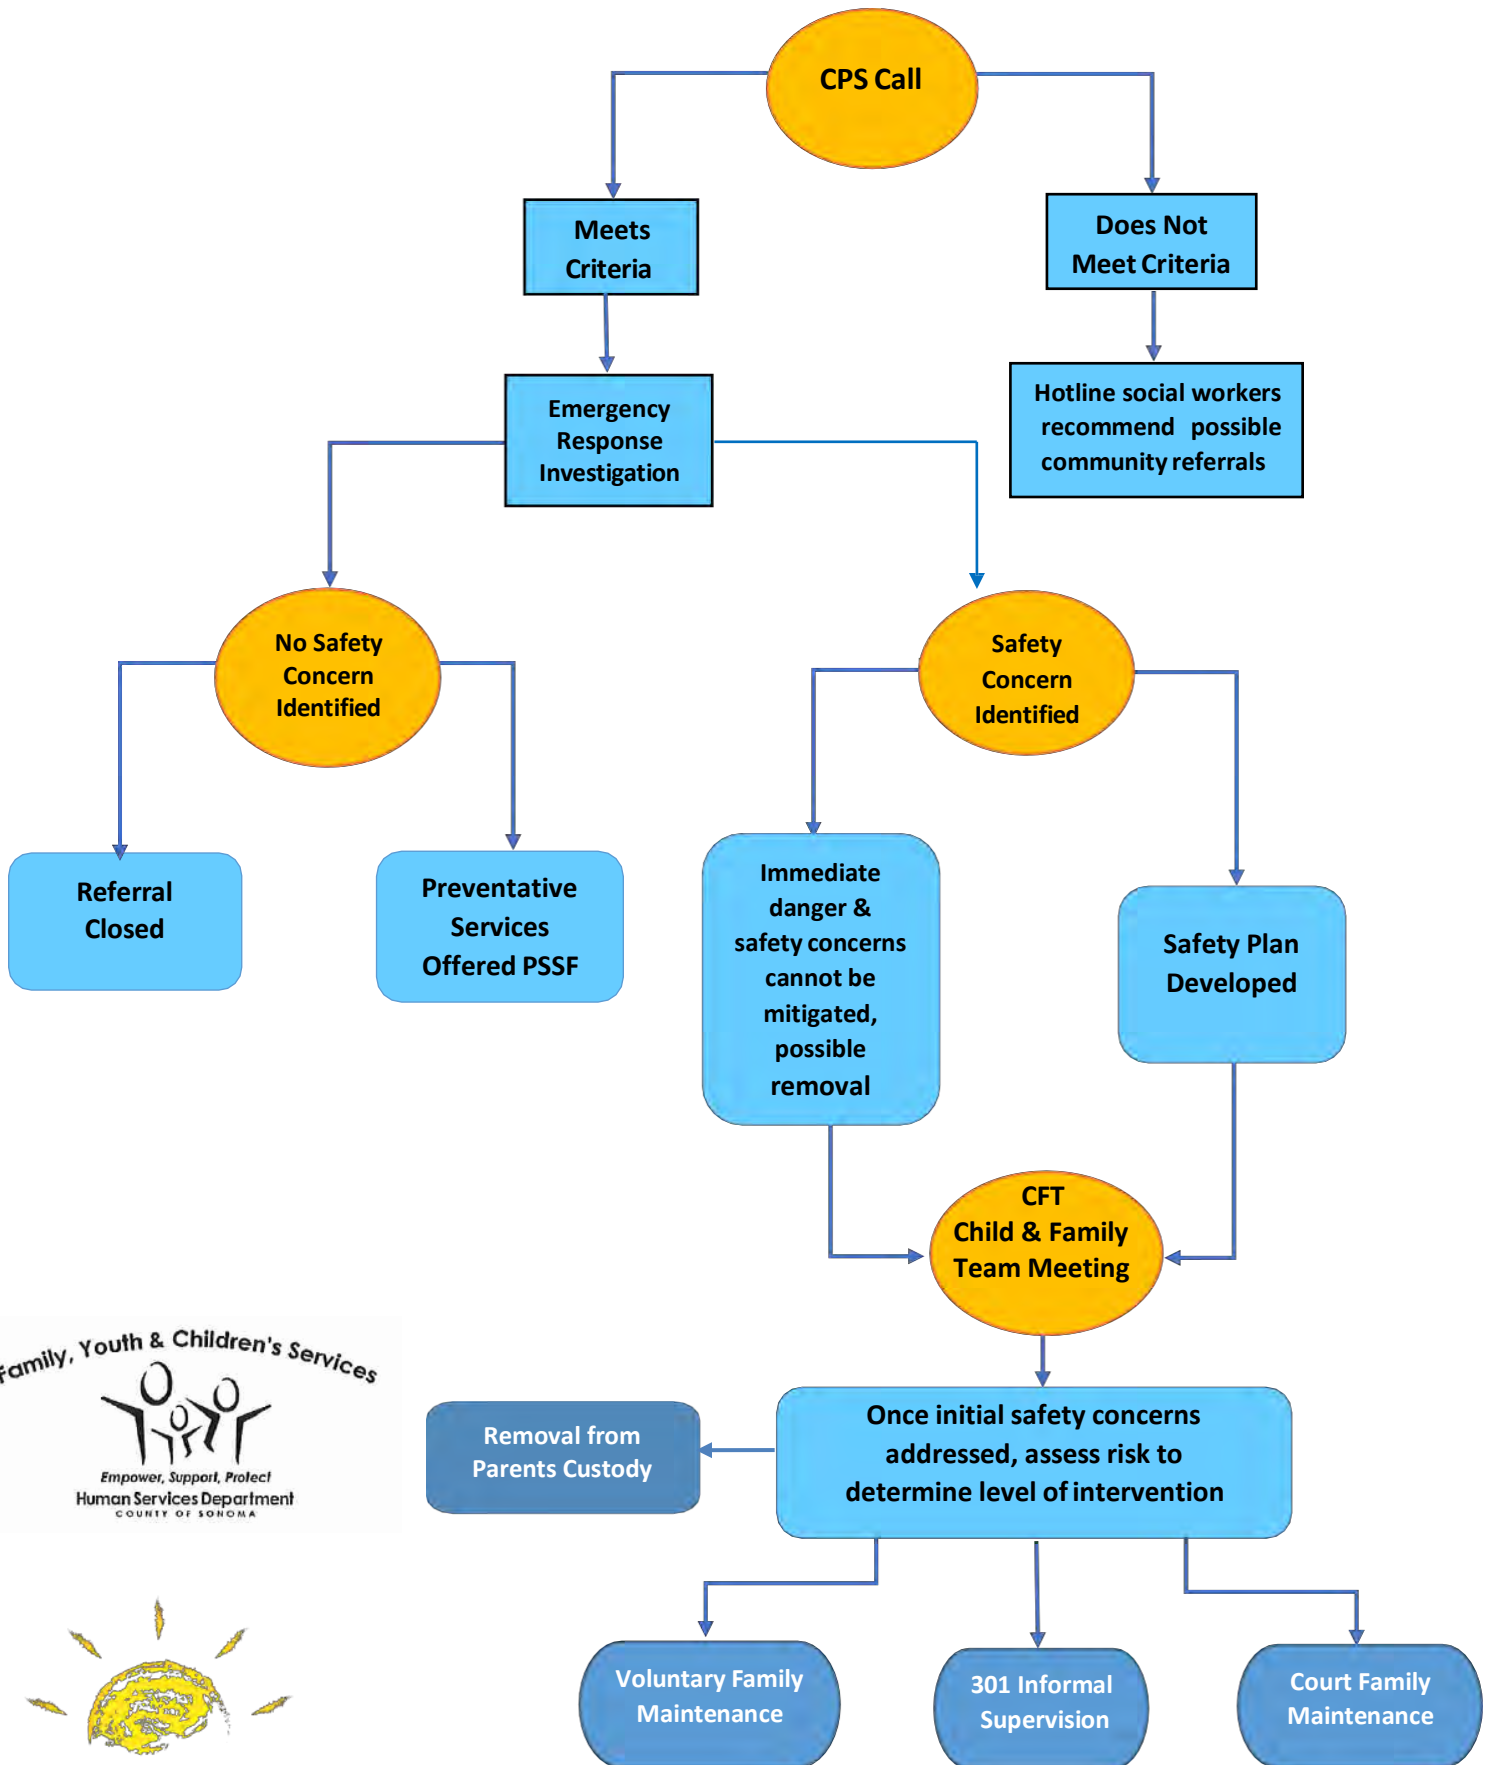 CPS Call
Meets
Criteria
Does Not
Meet Criteria
Emergency
Response
Investigation
Hotline social workers
recommend possible
community referrals
No Safety
Concern
Identified
Safety
Concern
Identified
Referral
Closed
Preventative
Services
Offered PSSF
Immediate
danger &
safety concerns
cannot be
mitigated,
possible
removal
Safety Plan
Developed
CFT
Child & Family
Team Meeting
Family, Youth & Children's Services
Empower, Support, Protect
Human Services Department
COUNTY OF SONOMA
Removal from
Parents Custody
Once initial safety concerns
addressed, assess risk to
determine level of intervention
Voluntary Family
Maintenance
301 Informal
Supervision
Court Family
Maintenance